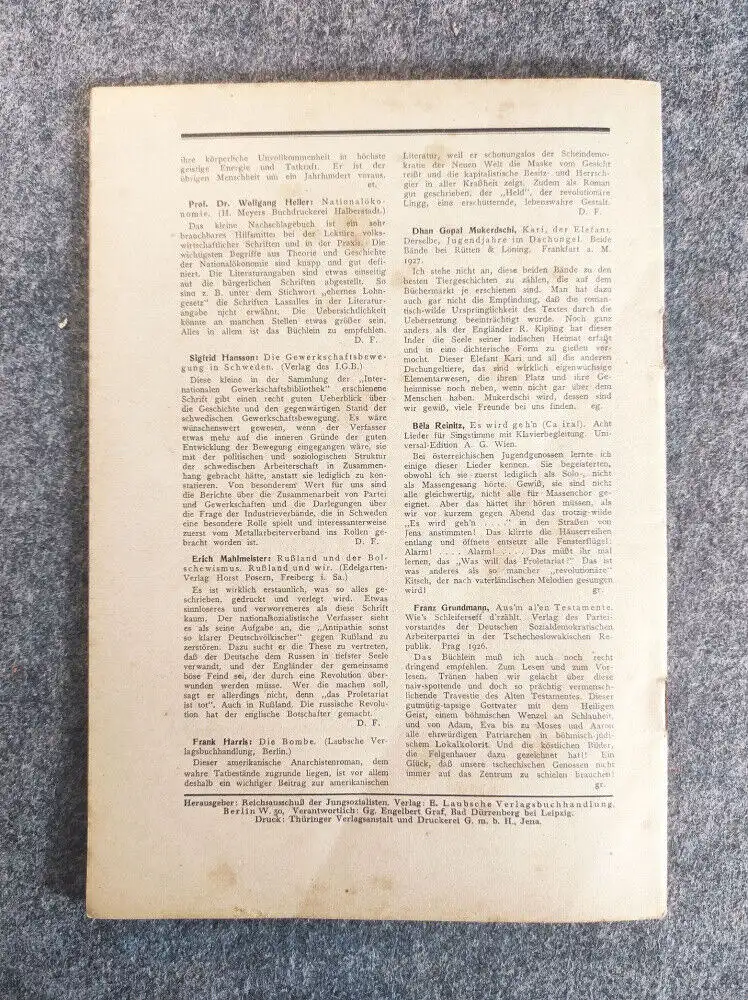 ihre körperliche Unvollkommenheit in höchste
geistige Energie und Tatkraft. Er ist der
übrigen Menschheit um ein Jahrhundert voraus.
et.
Prof. Dr. Wolfgang Heller: Nationalöko-
nomie. (H. Meyers Buchdruckerei Halberstadt.)
Das kleine Nachschlagebuch ist ein sehr
brauchbares Hilfsmittel bei der Lektüre volks-
wirtschaftlicher Schriften und in der Praxis. Die
wichtigsten Begriffe aus Theorie und Geschichte
der Nationalökonomie sind knapp und gut defi-
niert. Die Literaturangaben sind etwas einseitig
auf die bürgerlichen Schriften abgestellt. So
sind z. B. unter dem Stichwort „ehernes Lohn-
gesetz" die Schriften Lassalles in der Literatur-
angabe nicht erwähnt. Die Uebersichtlichkeit
könnte an manchen Stellen etwas größer sein.
Alles in allem ist das Büchlein zu empfehlen.
D. F.
Sigfrid Hansson: Die Gewerkschaftsbewe-
gung in Schweden. (Verlag des I.G.B.)
Diese kleine in der Sammlung der „Inter-
nationalen Gewerkschaftsbibliothek" erschienene
Schrift gibt einen recht guten Ueberblick über
die Geschichte und den gegenwärtigen Stand der
schwedischen Gewerkschaftsbewegung. Es wäre
wünschenswert gewesen, wenn der Verfasser
etwas mehr auf die inneren Gründe der guten
Entwicklung der Bewegung eingegangen wäre, sie
mit der politischen und soziologischen Struktur
der schwedischen Arbeiterschaft in Zusammen-
hang gebracht hätte, anstatt sie lediglich zu kon-
statieren. Von besonderem Wert für uns sind
die Berichte über die Zusammenarbeit von Partei
und Gewerkschaften und die Darlegungen über
die Frage der Industrieverbände, die in Schweden
eine besondere Rolle spielt und interessanterweise
zuerst vom Metallarbeiterverband ins Rollen ge-
bracht worden ist. D. F.
Erich Mahlmeister: Rußland und der Bol-
schewismus. Rußland und wir. (Edelgarten-
Verlag Horst Posern, Freiberg i. Sa.)
Es ist wirklich erstaunlich, was so alles ge-
schrieben, gedruckt und verlegt wird. Etwas
sinnloseres und verworreneres als diese Schrift
kaum. Der nationalsozialistische Verfasser sieht
es als seine Aufgabe an, die „Antipathie sonst
so klarer Deutschvölkischer" gegen Rußland zu
zerstören. Dazu sucht er die These zu vertreten,
daß der Deutsche dem Russen in tiefster Seele
verwandt, und der Engländer der gemeinsame
böse Feind sei, der durch eine Revolution über-
wunden werden müsse. Wer die machen soll,
sagt er allerdings nicht, denn „das Proletariat
ist tot". Auch in Rußland. Die russische Revolu-
tion hat der englische Botschafter gemacht.
D. F.
Frank Harris: Die Bombe. (Laubsche Ver-
lagsbuchhandlung, Berlin.)
Dieser amerikanische Anarchistenroman, dem
wahre Tatbestände zugrunde liegen, ist vor allem
deshalb ein wichtiger Beitrag zur amerikanischen
Literatur, weil er schonungslos der Scheindemo-
kratie der Neuen Welt die Maske vom Gesicht
reißt und die kapitalistische Besitz- und Herrsch-
gier in aller Kraßheit zeigt. Zudem als Roman
gut geschrieben, der „Held", der revolutionäre
Lingg, eine erschütternde, lebenswahre Gestalt.
D. F.
Dhan Gopal Mukerdschi, Kari, der Elefant.
Derselbe, Jugendjahre im Dschungel. Beide
Bände bei Rütten & Löning. Frankfurt a. M.
1927.
Ich stehe nicht an, diese beiden Bände zu den
besten Tiergeschichten zu zählen, die auf dem
Büchermarkt je erschienen sind. Man hat dazu
auch gar nicht die Empfindung, daß die roman-
tisch-wilde Ursprünglichkeit des Textes durch die
Uebersetzung beeinträchtigt wurde. Noch ganz
anders als der Engländer R. Kipling hat dieser
Inder die Seele seiner indischen Heimat erfaßt
und in eine dichterische Form zu gießen ver-
mocht. Dieser Elefant Kari und all die anderen
Dschungeltiere, das sind wirklich eigenwüchsige
Elementarwesen, die ihren Platz und ihre Ge-
heimnisse noch neben, wenn nicht gar über dem
Menschen haben. Mukerdschi wird, dessen sind
wir gewiß, viele Freunde bei uns finden. eg.
Béla Reinitz, Es wird geh'n (Ca ira!). Acht
Lieder für Singstimme mit Klavierbegleitung. Uni-
versal-Edition A. G. Wien.
Bei österreichischen Jugendgenossen lernte ich
einige dieser Lieder kennen. Sie begeisterten,
obwohl ich sie zuerst lediglich als Solo-, nicht
als Massengesang hörte. Gewiß, sie sind nicht
alle gleichwertig, nicht alle für Massenchor ge-
eignet. Aber das hättet ihr hören müssen, als
wir vor kurzem gegen Abend das trotzig-wilde
„Es wird geh'n . . ." in den Straßen von
Jena anstimmten! Das klirrte die Häuserreihen
entlang und öffnete entsetzt alle Fensterflügel:
Alarm! . . . . Alarm! . . . . . Das müßt ihr mal
lernen, das „Was will das Proletariat?" Das ist
was anderes als so mancher „revolutionäre"
Kitsch, der nach vaterländischen Melodien gesungen
wird! gr.
Franz Grundmann, Aus'm al'en Testamente.
Wie's Schleiferseff d'rzählt. Verlag des Partei-
vorstandes der Deutschen Sozialdemokratischen
Arbeiterpartei in der Tschechoslowakischen Re-
publik. Prag 1926.
Das Büchlein muß ich auch noch recht
dringend empfehlen. Zum Lesen und zum Vor-
lesen. Tränen haben wir gelacht über diese
naiv-spottende und doch so prächtig vermensch-
lichende Travestie des Alten Testamentes. Dieser
gutmütig-tapsige Gottvater mit dem Heiligen
Geist, einem böhmischen Wenzel an Schlauheit,
und von Adam, Eva bis zu Moses und Aaron
alle ehrwürdigen Patriarchen in böhmisch-jüdi-
schem Lokalkolorit. Und die köstlichen Bilder,
die Felgenhauer dazu gezeichnet hat!! Ein
Glück, daß unsere tschechischen Genossen nicht
immer auf das Zentrum zu schielen brauchen!
gr.
Herausgeber: Reichsausschuß der Jungsozialisten. Verlag: E. Laubsche Verlagsbuchhandlung,
Berlin W. 30, Verantwortlich: Gg. Engelbert Graf, Bad Dürrenberg bei Leipzig.
Druck: Thüringer Verlagsanstalt und Druckerei G. m. b. H., Jena.